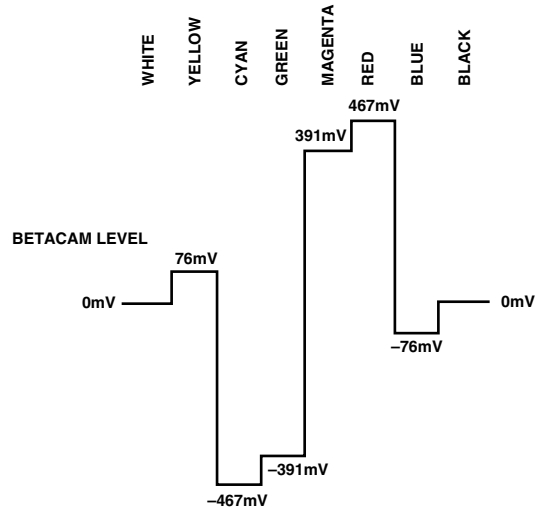 WHITE
YELLOW
CYAN
GREEN
MAGENTA
RED
BLUE
BLACK
467mV
391mV
BETACAM LEVEL
76mV
0mV
0mV
–76mV
–391mV
–467mV